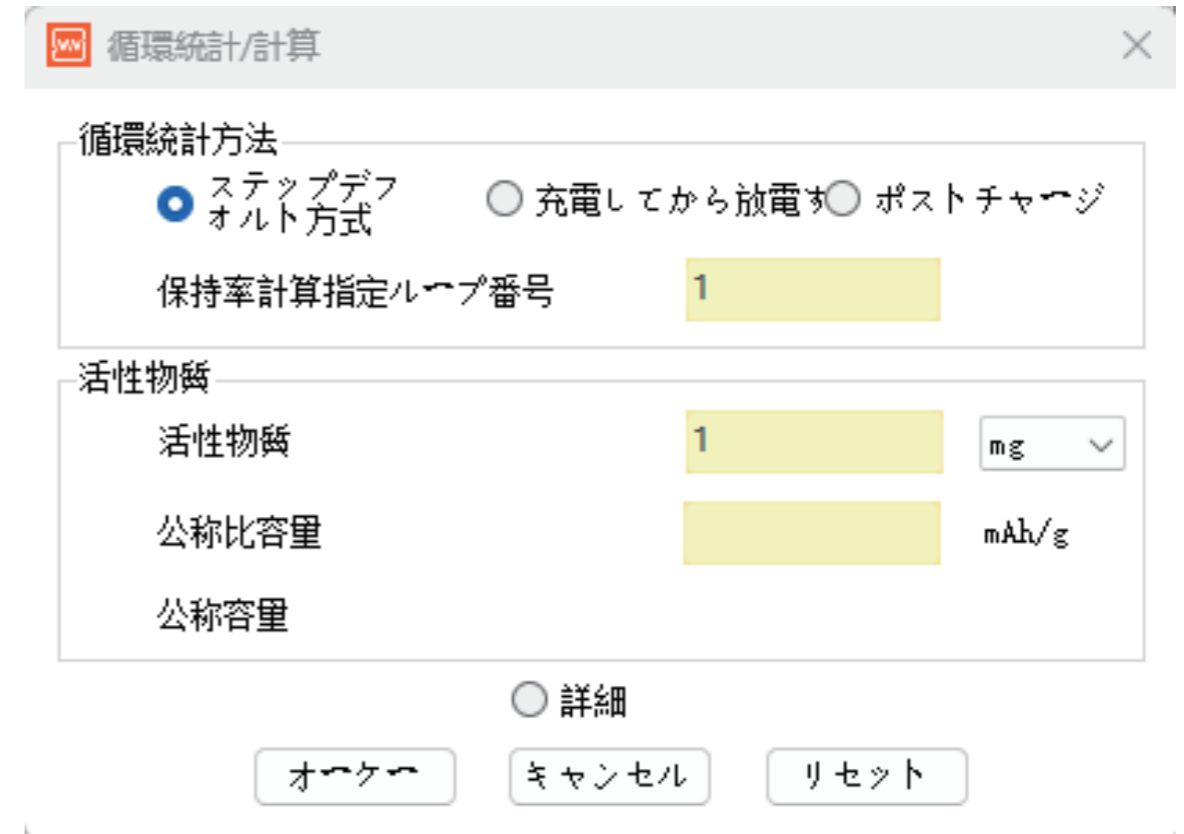 循環統計/計算
循環統計方法
ステップデフ
ォルト方式
充電してから放電す
ポストチャージ
保持率計算指定ループ番号
1
活性物質
活性物質
1
mg
公称比容量
mAh/g
公称容量
詳細
オーケー
キャンセル
リセット